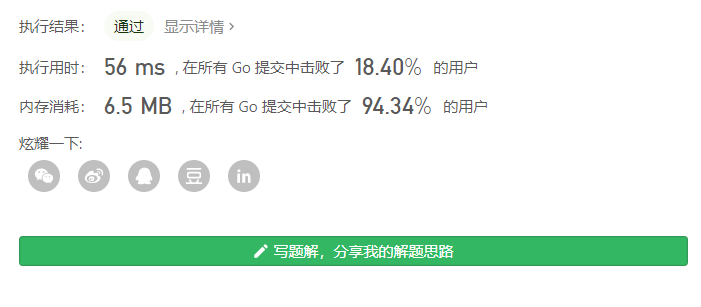 执行结果： 通过 显示详情 ›
执行用时： 56 ms , 在所有 Go 提交中击败了 18.40% 的用户
内存消耗： 6.5 MB , 在所有 Go 提交中击败了 94.34% 的用户
炫耀一下:
豆 in
写题解，分享我的解题思路